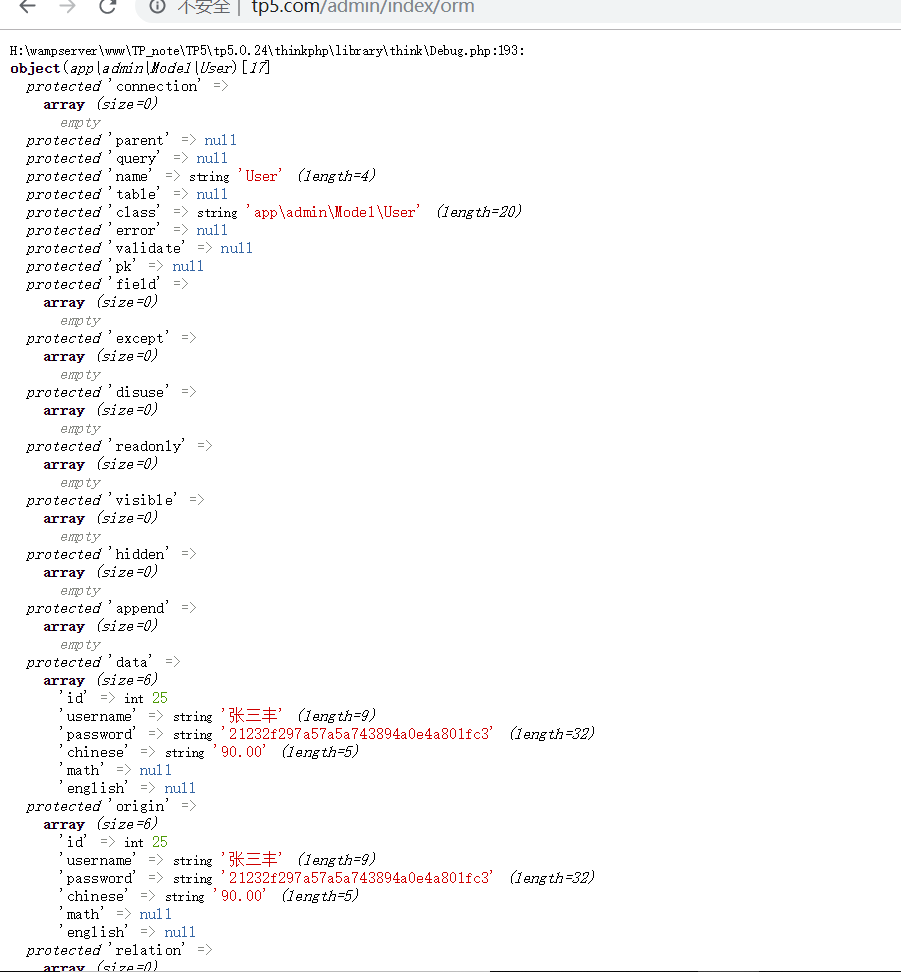 不安全 | tp5.com/admin/index/orm
H:\wampserver\www\TP_note\TP5\tp5.0.24\thinkphp\library\think\Debug.php:193:
object(app\admin\Model\User)[17]
protected 'connection' =>
array (size=0)
empty
protected 'parent' => null
protected 'query' => null
protected 'name' => string 'User' (length=4)
protected 'table' => null
protected 'class' => string 'app\admin\Model\User' (length=20)
protected 'error' => null
protected 'validate' => null
protected 'pk' => null
protected 'field' =>
array (size=0)
empty
protected 'except' =>
array (size=0)
empty
protected 'disuse' =>
array (size=0)
empty
protected 'readonly' =>
array (size=0)
empty
protected 'visible' =>
array (size=0)
empty
protected 'hidden' =>
array (size=0)
empty
protected 'append' =>
array (size=0)
empty
protected 'data' =>
array (size=6)
'id' => int 25
'username' => string '张三丰' (length=9)
'password' => string '21232f297a57a5a743894a0e4a801fc3' (length=32)
'chinese' => string '90.00' (length=5)
'math' => null
'english' => null
protected 'origin' =>
array (size=6)
'id' => int 25
'username' => string '张三丰' (length=9)
'password' => string '21232f297a57a5a743894a0e4a801fc3' (length=32)
'chinese' => string '90.00' (length=5)
'math' => null
'english' => null
protected 'relation' =>
array (size=0)